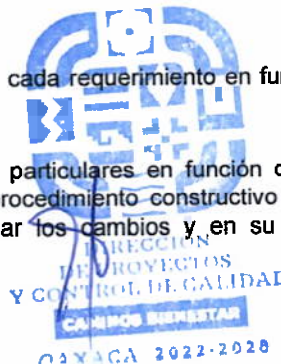 cada requerimiento en fu
particulares en función
rocedimiento constructivo
ar los cambios y en su
DIRECCIÓN
DE PROYECTOS
Y CONTROL DE CALIDAD
CAMINOS BIENESTAR
OAXACA 2022-2028